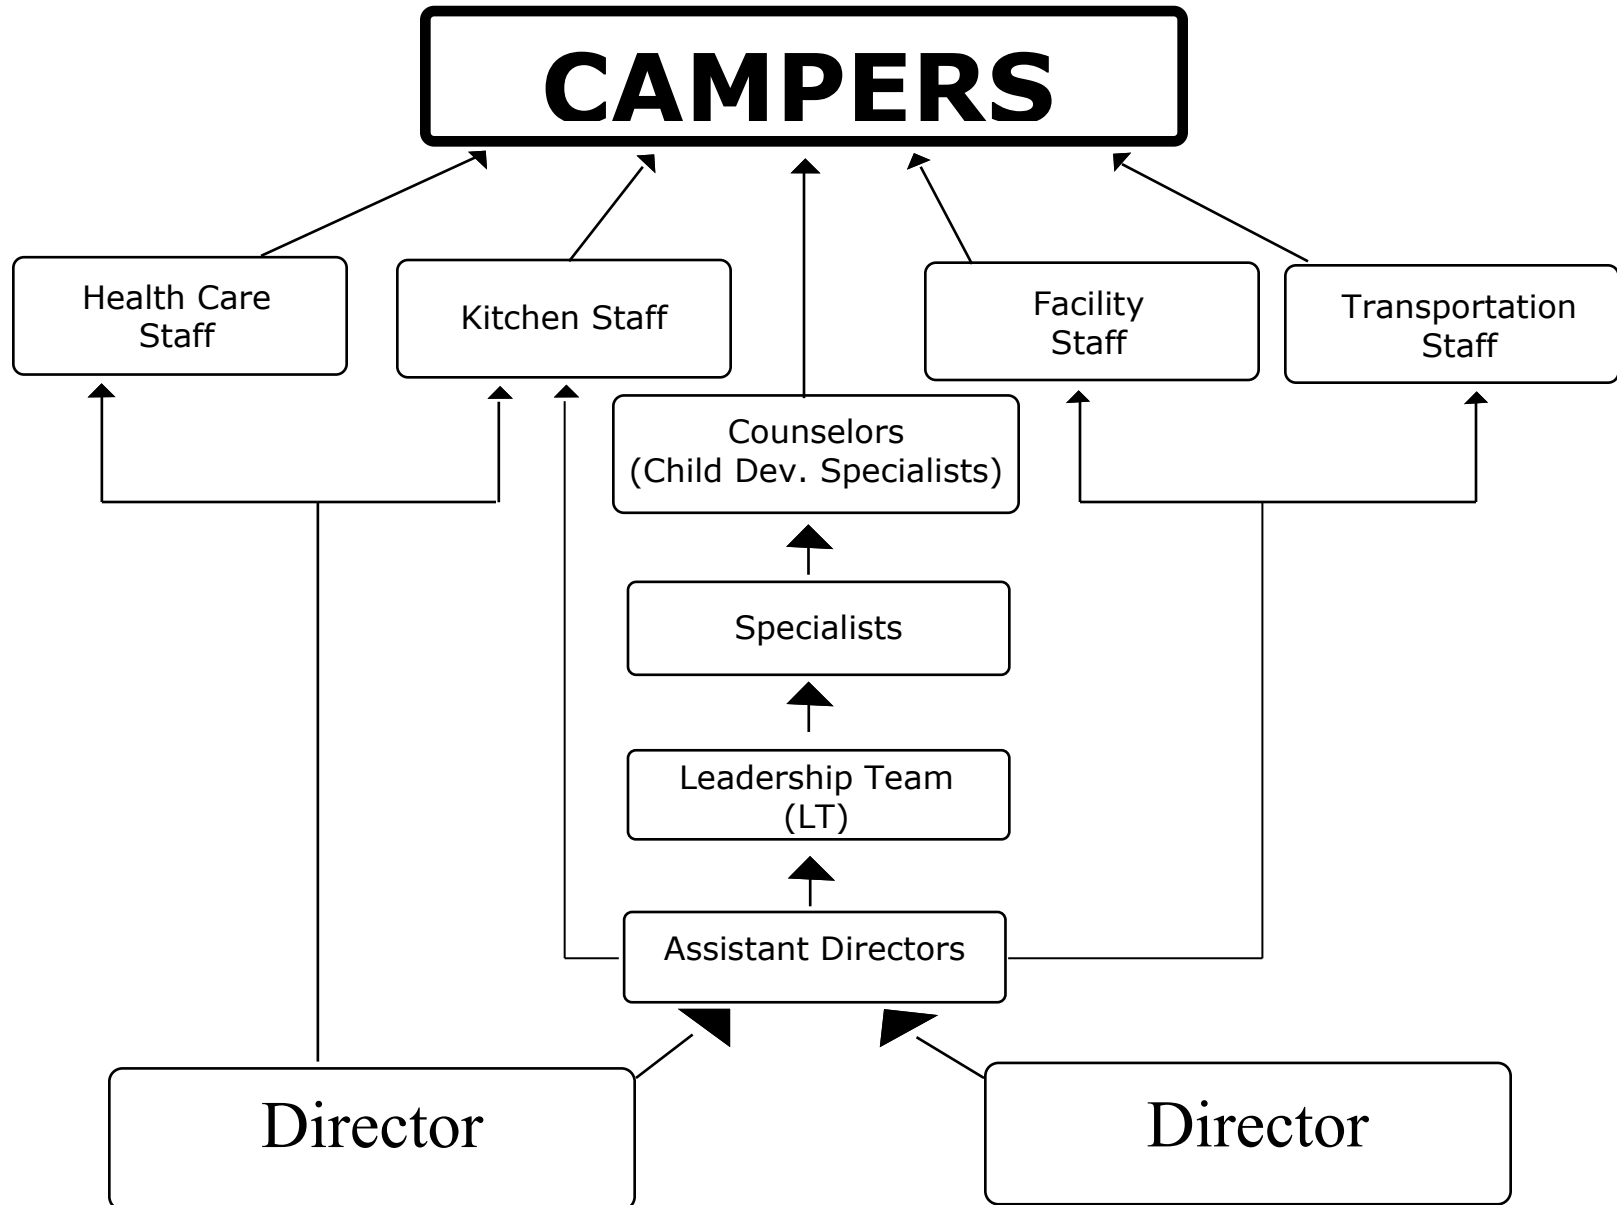 CAMPERS
Health Care
Staff
Kitchen Staff
Facility
Staff
Transportation
Staff
Counselors
(Child Dev. Specialists)
Specialists
Leadership Team
(LT)
Assistant Directors
Director
Director